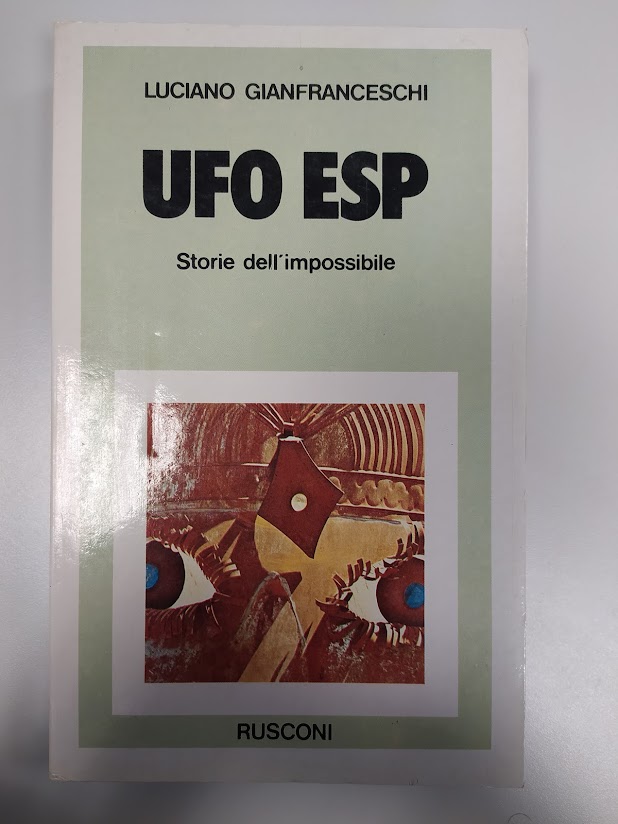 LUCIANO GIANFRANCESCHI
UFO ESP
Storie dell'impossibile
RUSCONI